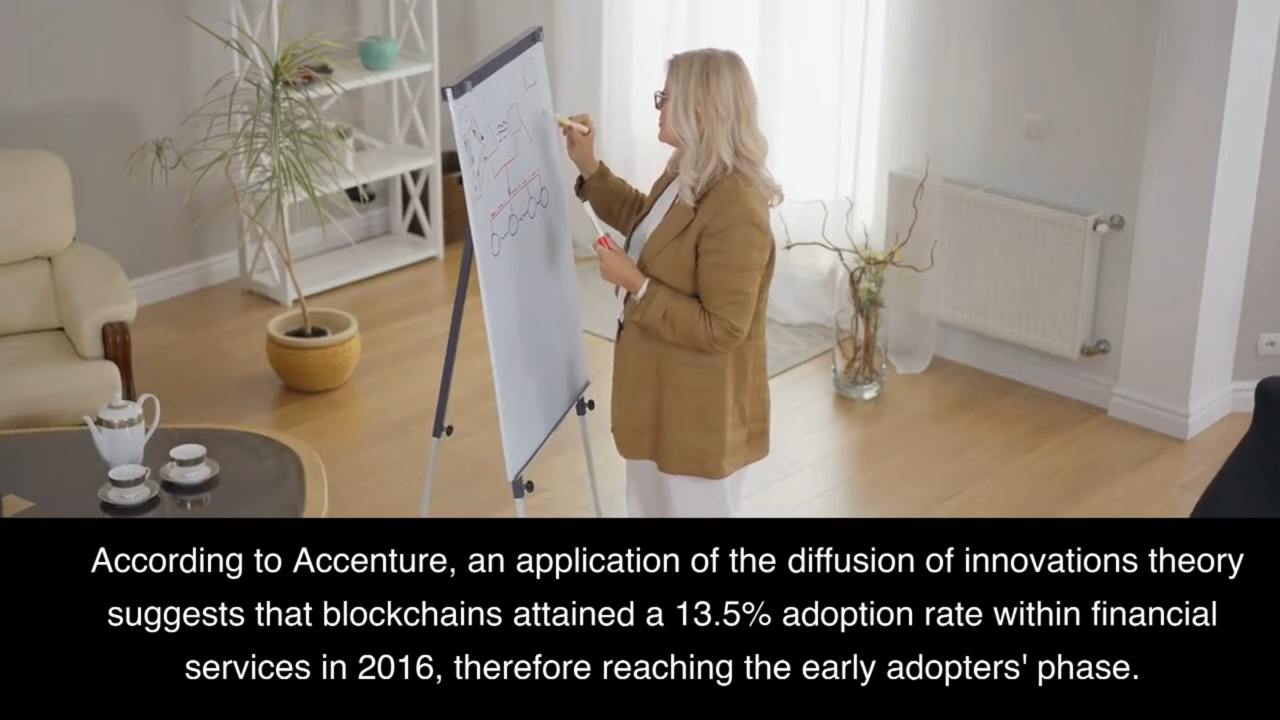 According to Accenture, an application of the diffusion of innovations theory
suggests that blockchains attained a 13.5% adoption rate within financial
services in 2016, therefore reaching the early adopters' phase.